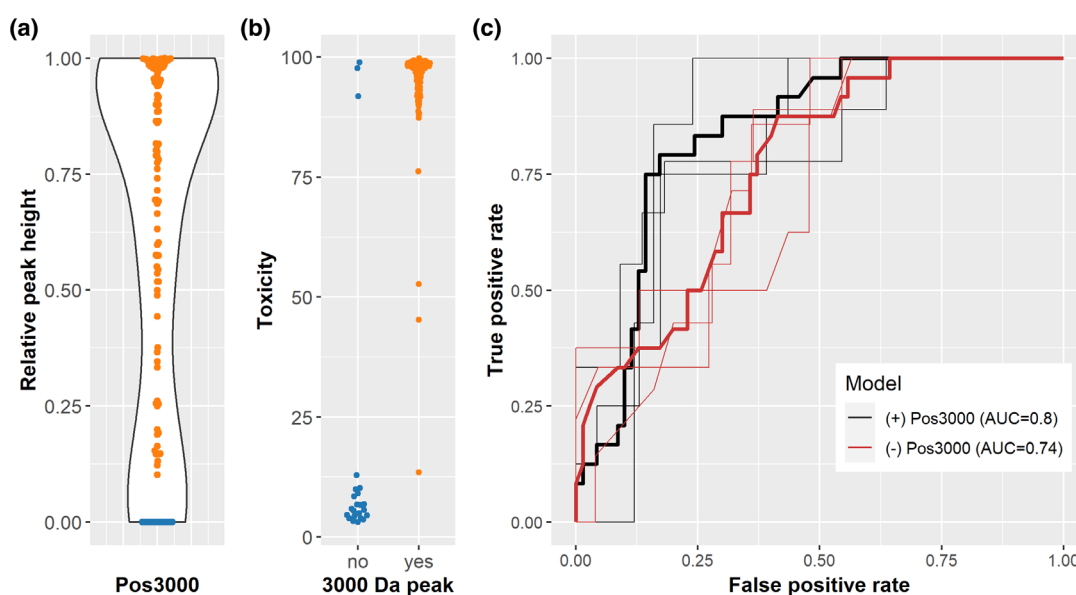 (a)
Relative peak height
1.00
0.75
0.50
0.25
0.00
Pos3000
(b)
Toxicity
100
75
50
25
0
no yes
3000 Da peak
(c)
True positive rate
1.00
0.75
0.50
0.25
0.00
0.00 0.25 0.50 0.75 1.00
False positive rate
Model
(+) Pos3000 (AUC=0.8)
(-) Pos3000 (AUC=0.74)